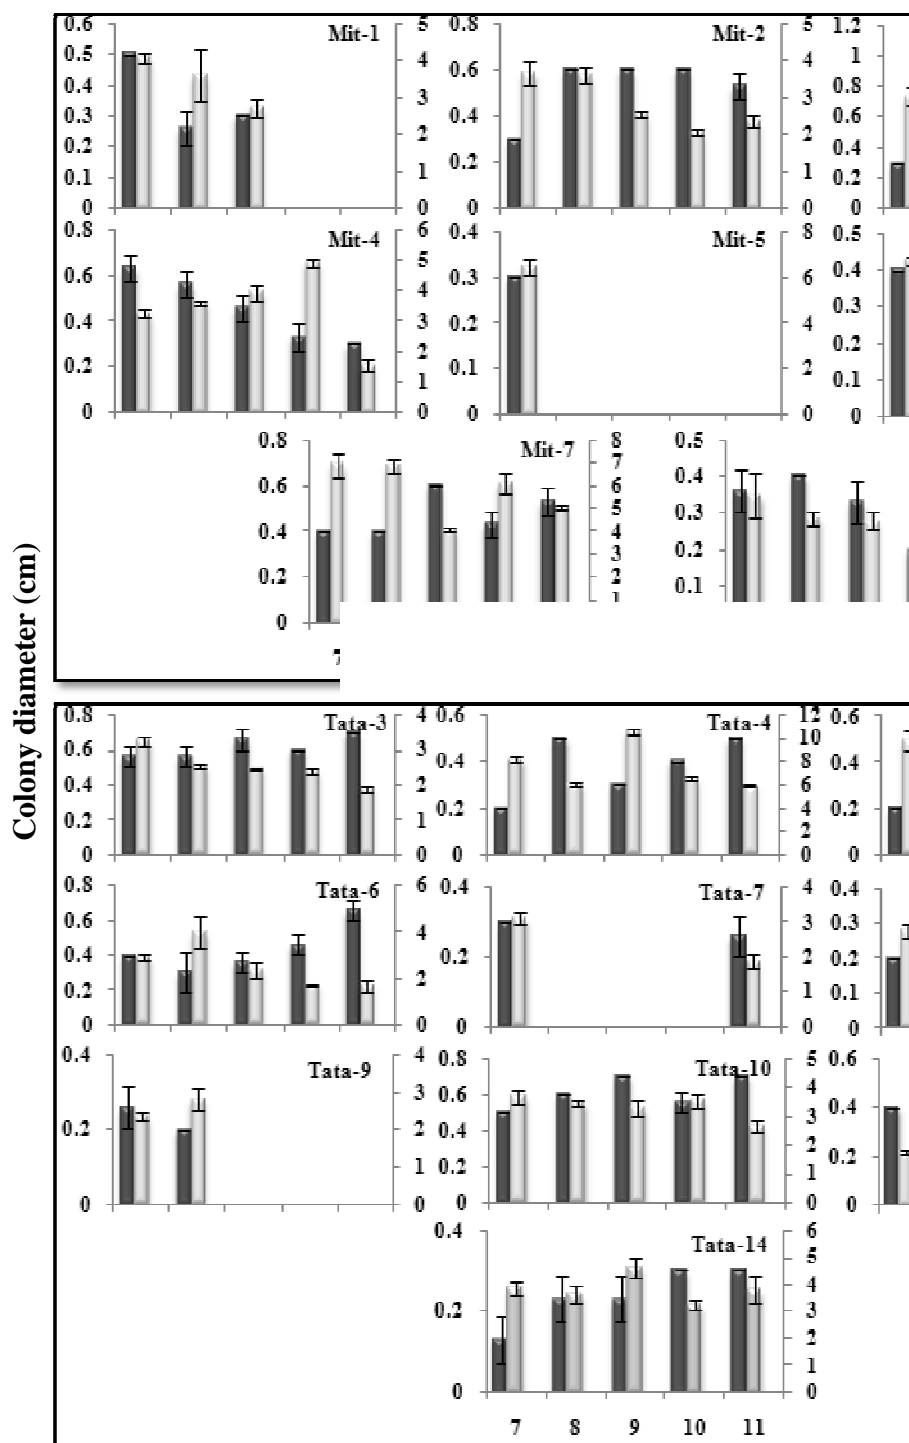 Colony diameter (cm)
0.6 0.5 0.4 0.3 0.2 0.1 0
Mit-1
5 4 3 2 1 0
0.8 0.6 0.4 0.2 0
Mit-2
5 4 3 2 1 0
1.2 1 0.8 0.6 0.4 0.2 0
0.8 0.6 0.4 0.2 0
Mit-4
6 5 4 3 2 1 0
0.4 0.3 0.2 0.1 0
Mit-5
8 6 4 2 0
0.5 0.4 0.3 0.2 0.1 0
0.8 0.6 0.4 0.2 0
Mit-7
8 7 6 5 4 3 2 1
0.5 0.4 0.3 0.2 0.1
0.8 0.6 0.4 0.2 0
Tata-3
4 3 2 1 0
0.6 0.4 0.2 0
Tata-4
12 10 8 6 4 2 0
0.6 0.4 0.2 0
0.8 0.6 0.4 0.2 0
Tata-6
6 4 2 0
0.4 0.2 0
Tata-7
4 3 2 1 0
0.4 0.3 0.2 0.1 0
0.4 0.2 0
Tata-9
4 3 2 1 0
0.8 0.6 0.4 0.2 0
Tata-10
5 4 3 2 1 0
0.6 0.4 0.2 0
0.4 0.2 0
Tata-14
6 5 4 3 2 1 0
7 8 9 10 11